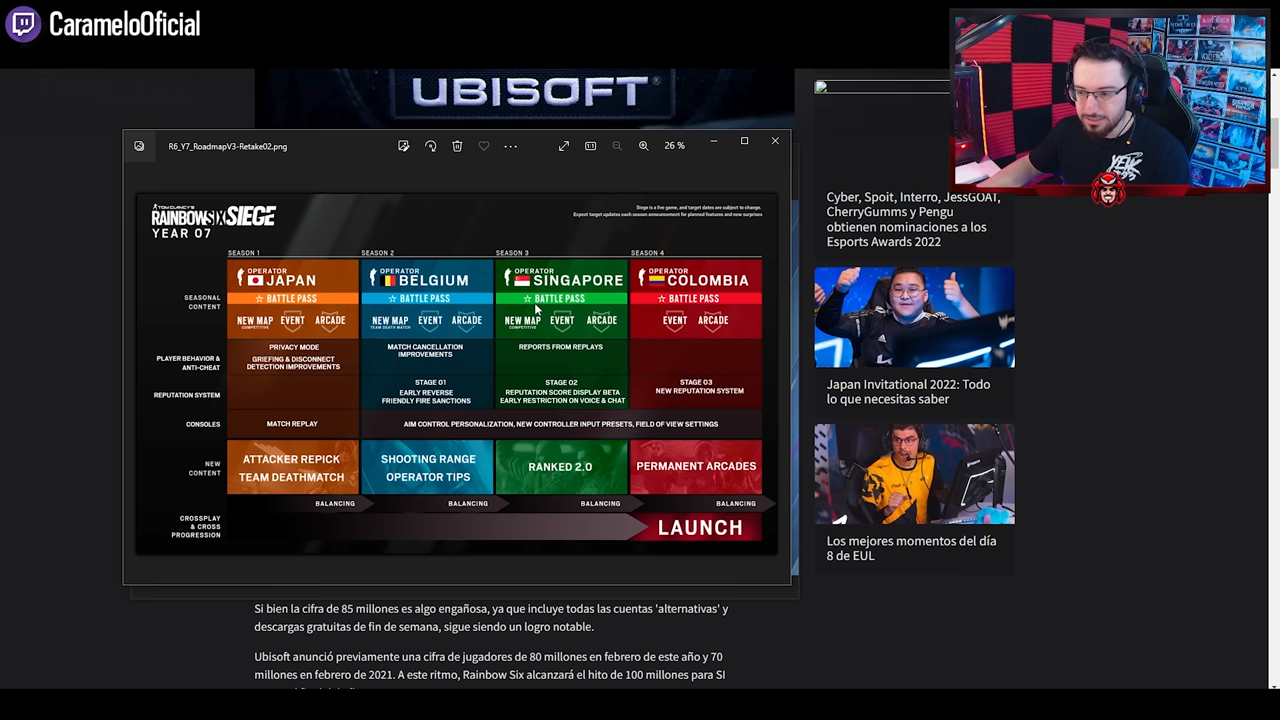 CarameloOficial
UBISOFT
R6_Y7_RoadmapV3-Retake02.png
26 %
TOM CLANCY'S
RAINBOWSIX SIEGE
YEAR 07
Siege is a live game, and target dates are subject to change.
Expect target updates each season announcement for planned features and new surprises
SEASON 1
SEASON 2
SEASON 3
SEASON 4
OPERATOR
JAPAN
OPERATOR
BELGIUM
OPERATOR
SINGAPORE
OPERATOR
COLOMBIA
SEASONAL
CONTENT
BATTLE PASS
BATTLE PASS
BATTLE PASS
BATTLE PASS
NEW MAP
COMPETITIVE
EVENT
ARCADE
NEW MAP
TEAM DEATH MATCH
EVENT
ARCADE
NEW MAP
COMPETITIVE
EVENT
ARCADE
EVENT
ARCADE
PLAYER BEHAVIOR &
ANTI-CHEAT
PRIVACY MODE
GRIEFING & DISCONNECT
DETECTION IMPROVEMENTS
MATCH CANCELLATION
IMPROVEMENTS
REPORTS FROM REPLAYS
REPUTATION SYSTEM
STAGE 01
EARLY REVERSE
FRIENDLY FIRE SANCTIONS
STAGE 02
REPUTATION SCORE DISPLAY BETA
EARLY RESTRICTION ON VOICE & CHAT
STAGE 03
NEW REPUTATION SYSTEM
CONSOLES
MATCH REPLAY
AIM CONTROL PERSONALIZATION, NEW CONTROLLER INPUT PRESETS, FIELD OF VIEW SETTINGS
NEW
CONTENT
ATTACKER REPICK
TEAM DEATHMATCH
SHOOTING RANGE
OPERATOR TIPS
RANKED 2.0
PERMANENT ARCADES
BALANCING
BALANCING
BALANCING
BALANCING
CROSSPLAY
& CROSS
PROGRESSION
LAUNCH
Cyber, Spoit, Interro, JessGOAT,
CherryGumms y Pengu
obtienen nominaciones a los
Esports Awards 2022
Japan Invitational 2022: Todo
lo que necesitas saber
Los mejores momentos del día
8 de EUL
Si bien la cifra de 85 millones es algo engañosa, ya que incluye todas las cuentas 'alternativas' y
descargas gratuitas de fin de semana, sigue siendo un logro notable.
Ubisoft anunció previamente una cifra de jugadores de 80 millones en febrero de este año y 70
millones en febrero de 2021. A este ritmo, Rainbow Six alcanzará el hito de 100 millones para SI